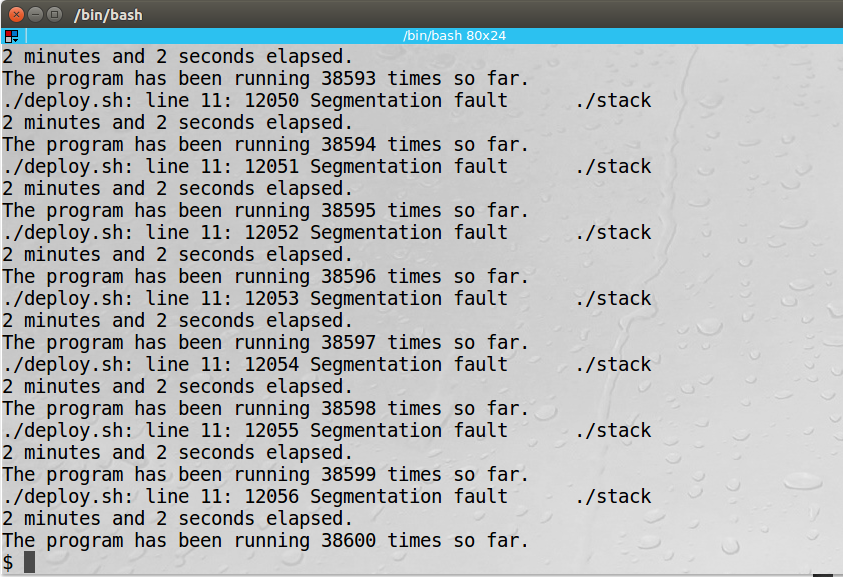 /bin/bash
/bin/bash 80x24
2 minutes and 2 seconds elapsed.
The program has been running 38593 times so far.
./deploy.sh: line 11: 12050 Segmentation fault      ./stack
2 minutes and 2 seconds elapsed.
The program has been running 38594 times so far.
./deploy.sh: line 11: 12051 Segmentation fault      ./stack
2 minutes and 2 seconds elapsed.
The program has been running 38595 times so far.
./deploy.sh: line 11: 12052 Segmentation fault      ./stack
2 minutes and 2 seconds elapsed.
The program has been running 38596 times so far.
./deploy.sh: line 11: 12053 Segmentation fault      ./stack
2 minutes and 2 seconds elapsed.
The program has been running 38597 times so far.
./deploy.sh: line 11: 12054 Segmentation fault      ./stack
2 minutes and 2 seconds elapsed.
The program has been running 38598 times so far.
./deploy.sh: line 11: 12055 Segmentation fault      ./stack
2 minutes and 2 seconds elapsed.
The program has been running 38599 times so far.
./deploy.sh: line 11: 12056 Segmentation fault      ./stack
2 minutes and 2 seconds elapsed.
The program has been running 38600 times so far.
$